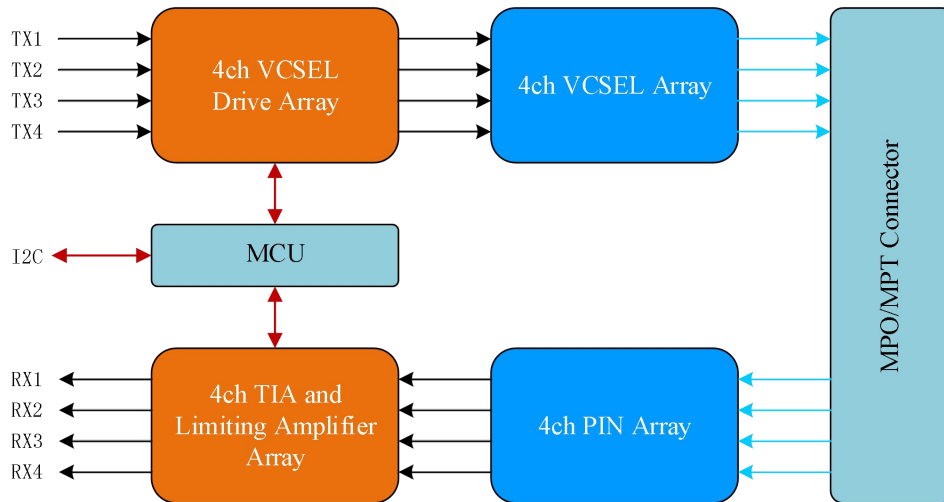 TX1
TX2
TX3
TX4
4ch VCSEL
Drive Array
4ch VCSEL Array
MPO/MPT Connector
I2C
MCU
RX1
RX2
RX3
RX4
4ch TIA and
Limiting Amplifier
Array
4ch PIN Array